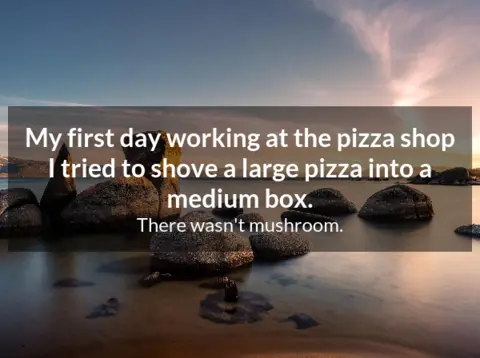 My first day working at the pizza shop
I tried to shove a large pizza into a
medium box.
There wasn't mushroom.